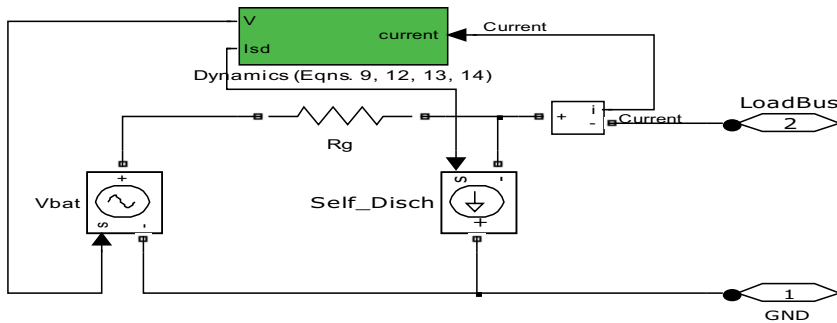 V
Isd
current
Current
Dynamics (Eqns. 9, 12, 13, 14)
Rg
+
i
-
Current
LoadBus
2
Vbat
+
s
-
Self_Disch
s
-
+
1
GND